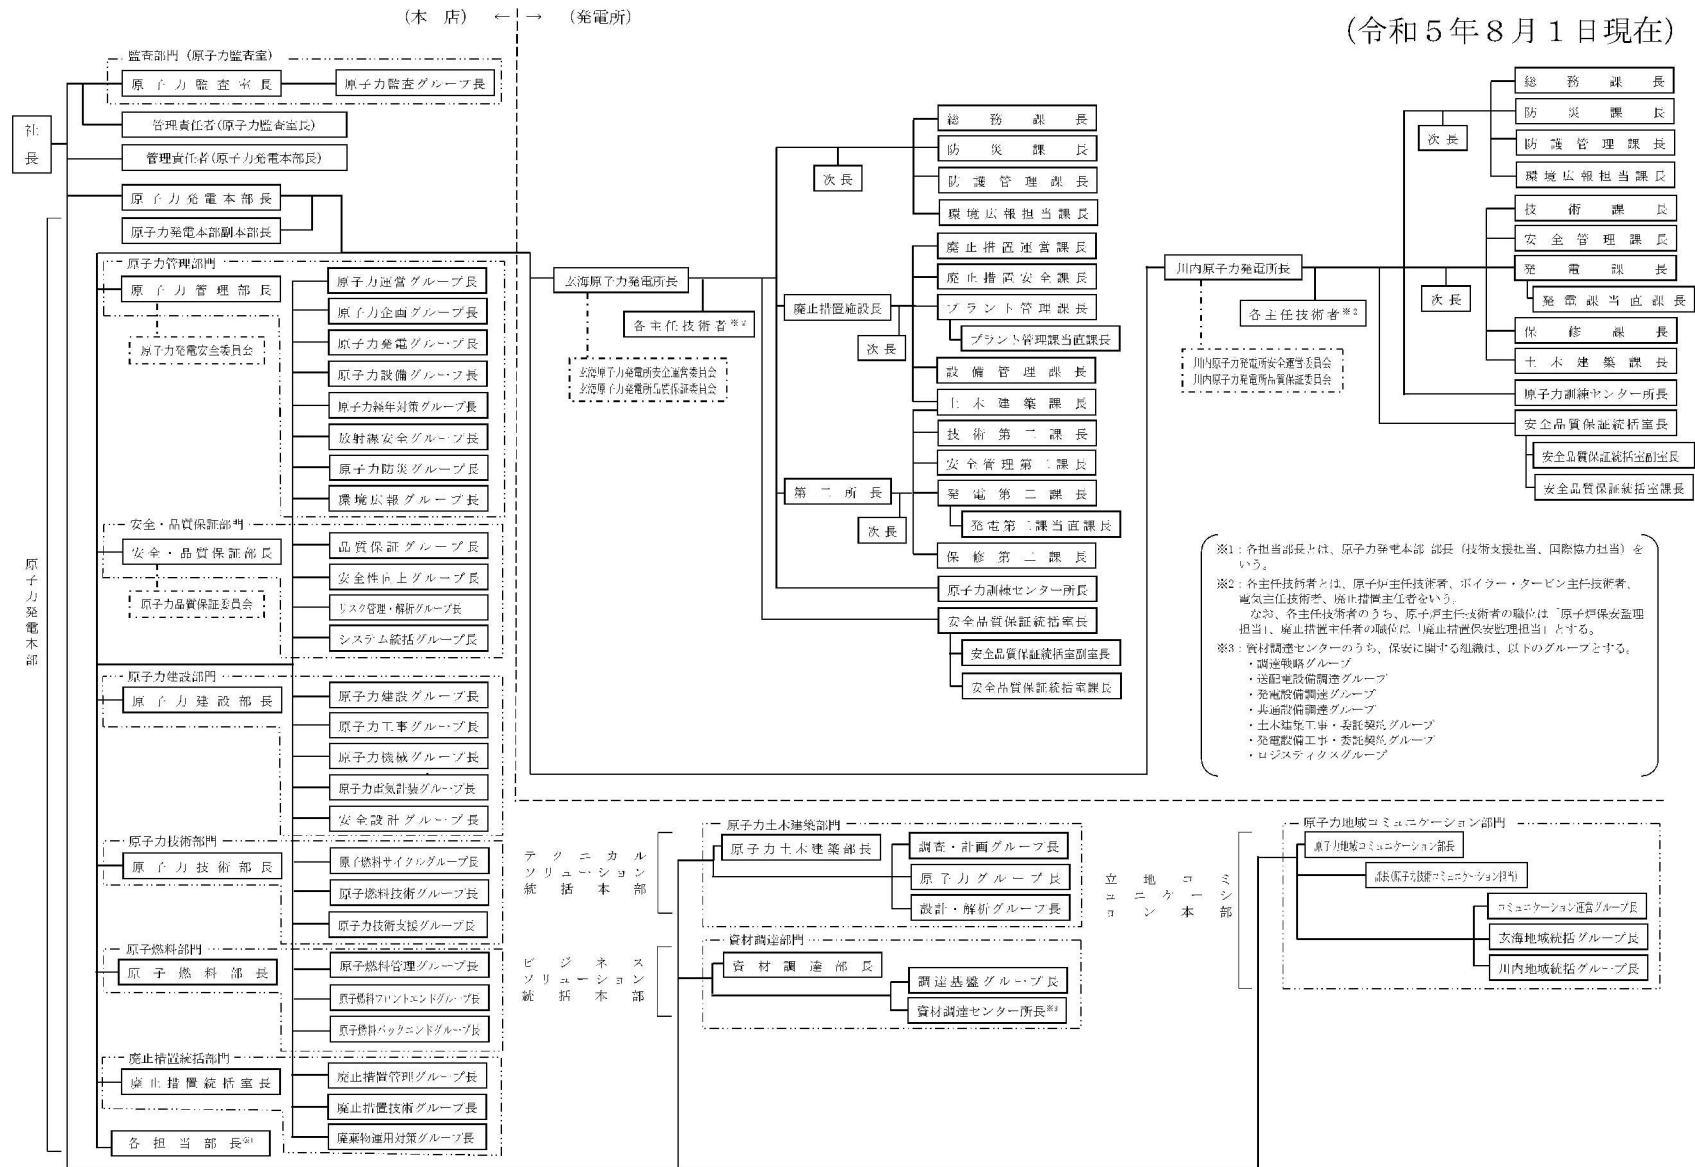 (本 店) ← → (発電所)
(令和5年8月1日現在)
社長
監査部門 (原子力監査室)
原子力監査室長
原子力監査グループ長
管理責任者(原子力監査室長)
管理責任者(原子力発電本部長)
原子力発電本部長
原子力発電本部副本部長
原子力発電本部
原子力管理部門
原子力管理部長
原子力発電安全委員会
原子力運営グループ長
原子力企画グループ長
原子力発電グループ長
原子力設備グループ長
原子力経年対策グループ長
放射線安全グループ長
原子力防災グループ長
環境広報グループ長
安全・品質保証部門
安全・品質保証部長
原子力品質保証委員会
品質保証グループ長
安全性向上グループ長
リスク管理・解析グループ長
システム統括グループ長
原子力建設部門
原子力建設部長
原子力建設グループ長
原子力工事グループ長
原子力機械グループ長
原子力電気計装グループ長
安全設計グループ長
原子力技術部門
原子力技術部長
原子燃料サイクルグループ長
原子燃料技術グループ長
原子力技術支援グループ長
原子燃料部門
原子燃料部長
原子燃料管理グループ長
原子燃料フロントエンドグループ長
原子燃料バックエンドグループ長
廃止措置統括部門
廃止措置統括室長
廃止措置管理グループ長
廃止措置技術グループ長
廃棄物運用対策グループ長
各担当部長※1
玄海原子力発電所長
各主任技術者※2
玄海原子力発電所安全運営委員会
玄海原子力発電所品質保証委員会
次長
総務課長
防災課長
防護管理課長
環境広報担当課長
廃止措置施設長
次長
廃止措置運営課長
廃止措置安全課長
プラント管理課長
プラント管理課当直課長
設備管理課長
土木建築課長
第二所長
次長
技術第二課長
安全管理第二課長
発電第二課長
発電第二課当直課長
保修第二課長
原子力訓練センター所長
安全品質保証統括室長
安全品質保証統括室副室長
安全品質保証統括室課長
川内原子力発電所長
各主任技術者※2
川内原子力発電所安全運営委員会
川内原子力発電所品質保証委員会
次長
総務課長
防災課長
防護管理課長
環境広報担当課長
次長
技術課長
安全管理課長
発電課長
発電課当直課長
保修課長
土木建築課長
原子力訓練センター所長
安全品質保証統括室長
安全品質保証統括室副室長
安全品質保証統括室課長
※1:各担当部長とは、原子力発電本部 部長(技術支援担当、国際協力担当)を
いう。
※2:各主任技術者とは、原子炉主任技術者、ボイラー・タービン主任技術者、
電気主任技術者、廃止措置主任者をいう。
なお、各主任技術者のうち、原子炉主任技術者の職位は「原子炉保安監理
担当」、廃止措置主任者の職位は「廃止措置保安監理担当」とする。
※3:資材調達センターのうち、保安に関する組織は、以下のグループとする。
・調達戦略グループ
・送配電設備調達グループ
・発電設備調達グループ
・共通設備調達グループ
・土木建築工事・委託契約グループ
・発電設備工事・委託契約グループ
・ロジスティクスグループ
テクニカル
ソリューション
統括本部
原子力土木建築部門
原子力土木建築部長
調査・計画グループ長
原子力グループ長
設計・解析グループ長
ビジネス
ソリューション
統括本部
資材調達部門
資材調達部長
調達基盤グループ長
資材調達センター所長※3
立地コミ
ュニケーシ
ョン本部
原子力地域コミュニケーション部門
原子力地域コミュニケーション部長
部長(原子力技術コミュニケーション担当)
コミュニケーション運営グループ長
玄海地域統括グループ長
川内地域統括グループ長